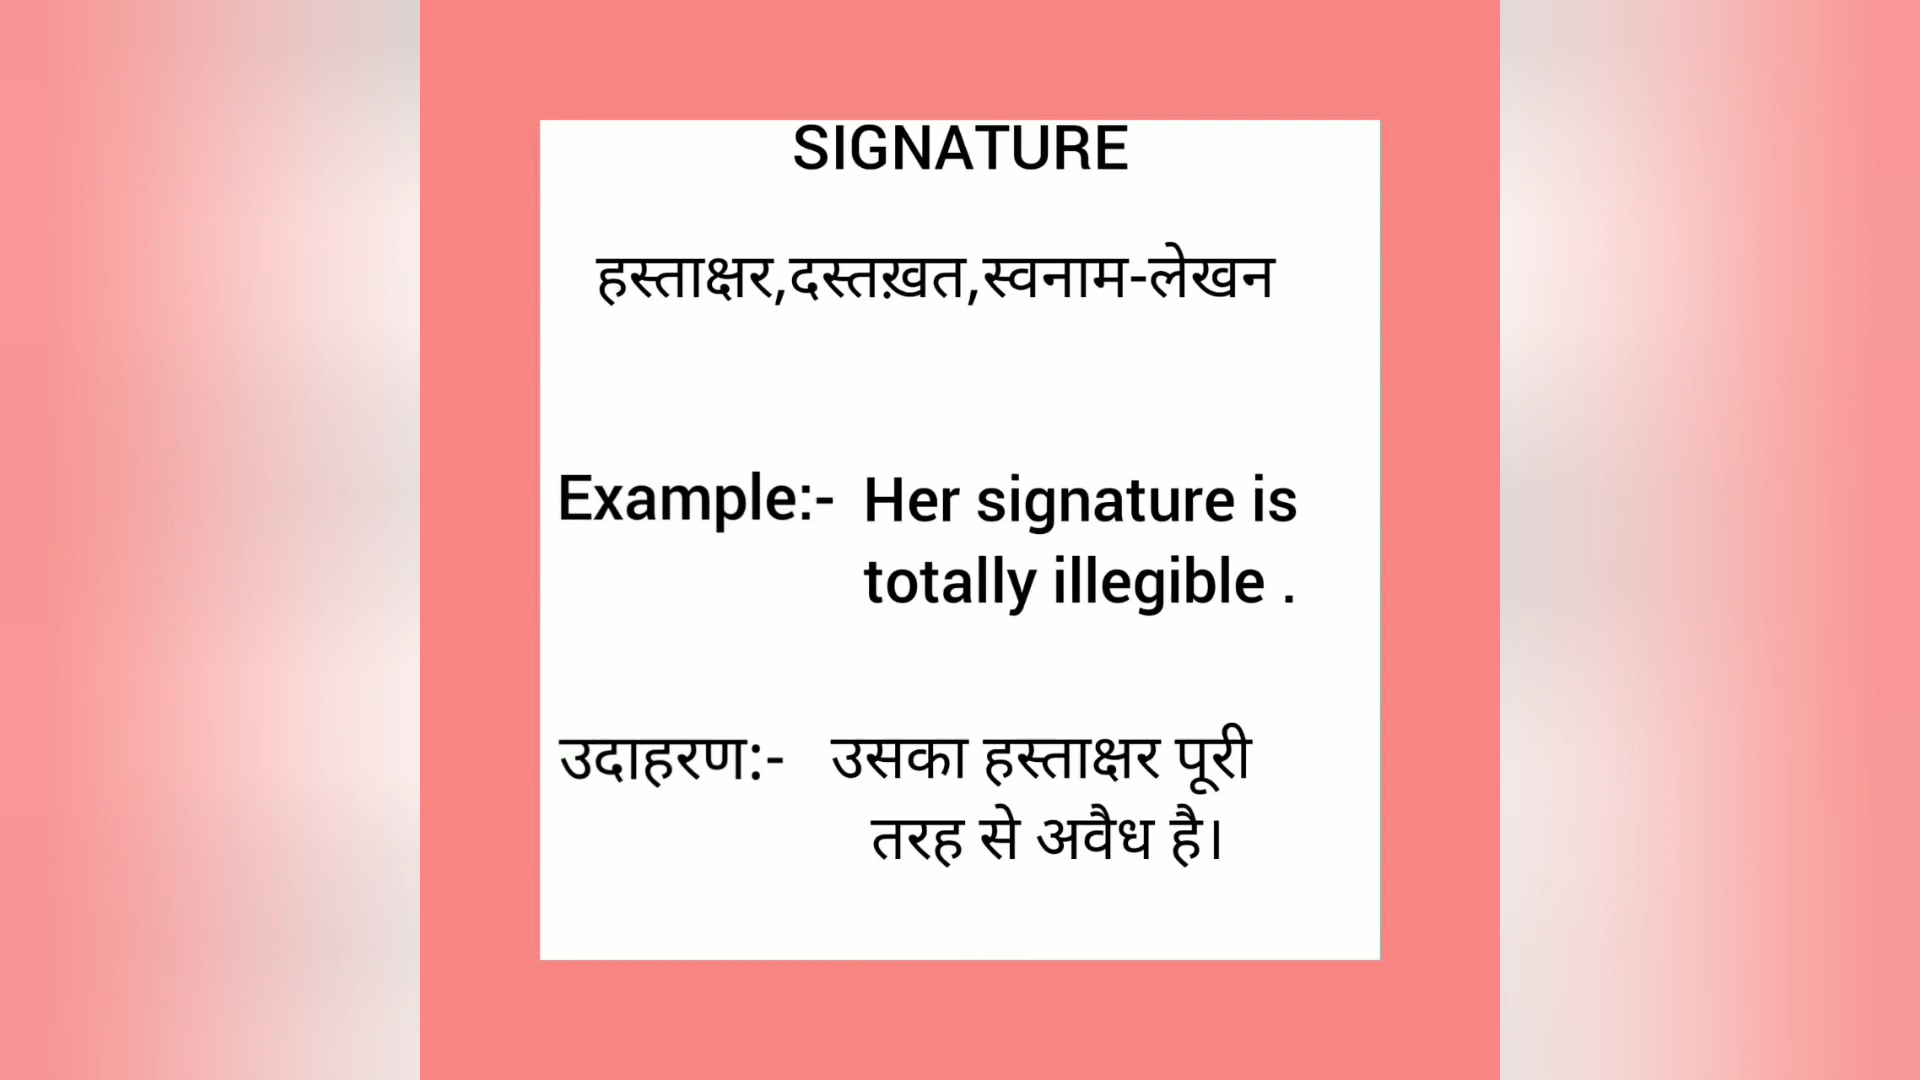 SIGNATURE
हस्ताक्षर,दस्तख़त,स्वनाम-लेखन
Example:- Her signature is
totally illegible .
उदाहरण:- उसका हस्ताक्षर पूरी
तरह से अवैध है।